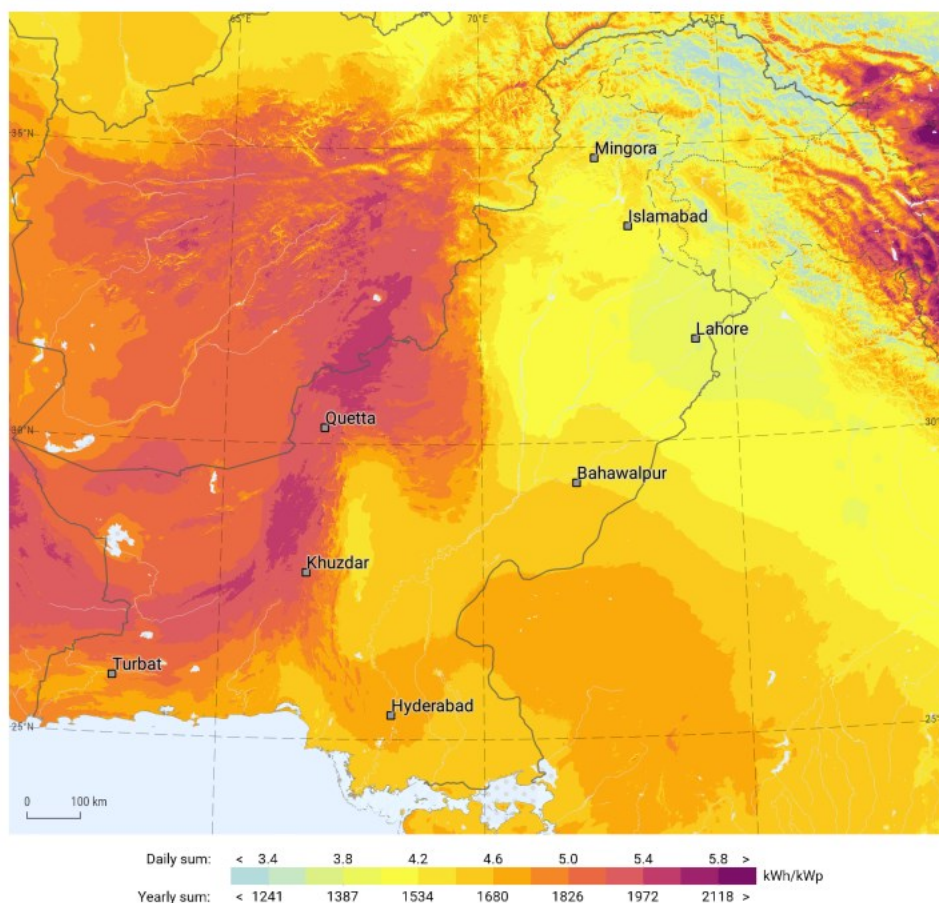 65°E 70°E 75°E
35°N
Mingora
Islamabad
Lahore
Quetta
30°N 30°
Bahawalpur
Khuzdar
Turbat
Hyderabad
25°N 25°
0 100 km
Daily sum: < 3.4 3.8 4.2 4.6 5.0 5.4 5.8 >
kWh/kWp
Yearly sum: < 1241 1387 1534 1680 1826 1972 2118 >